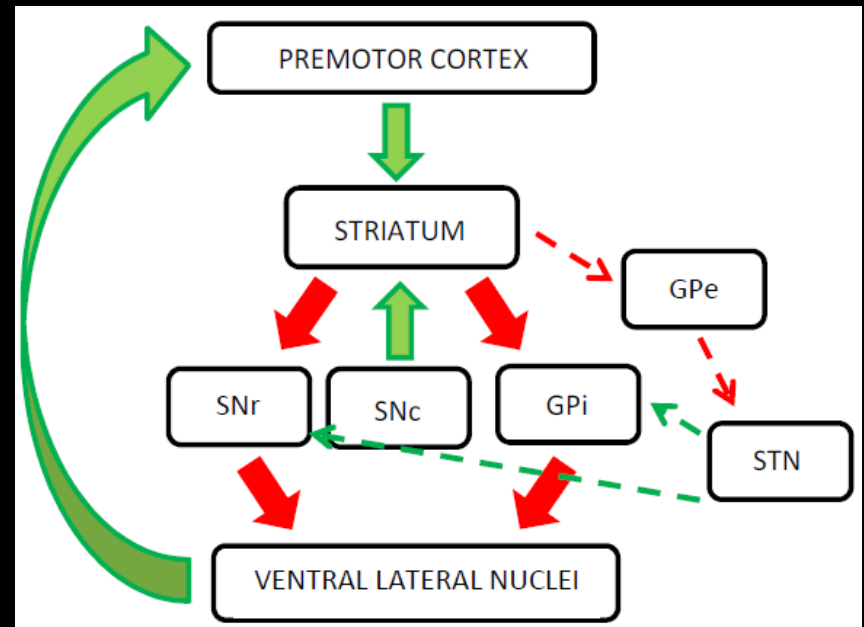 PREMOTOR CORTEX
STRIATUM
GPe
SNr
SNc
GPi
STN
VENTRAL LATERAL NUCLEI